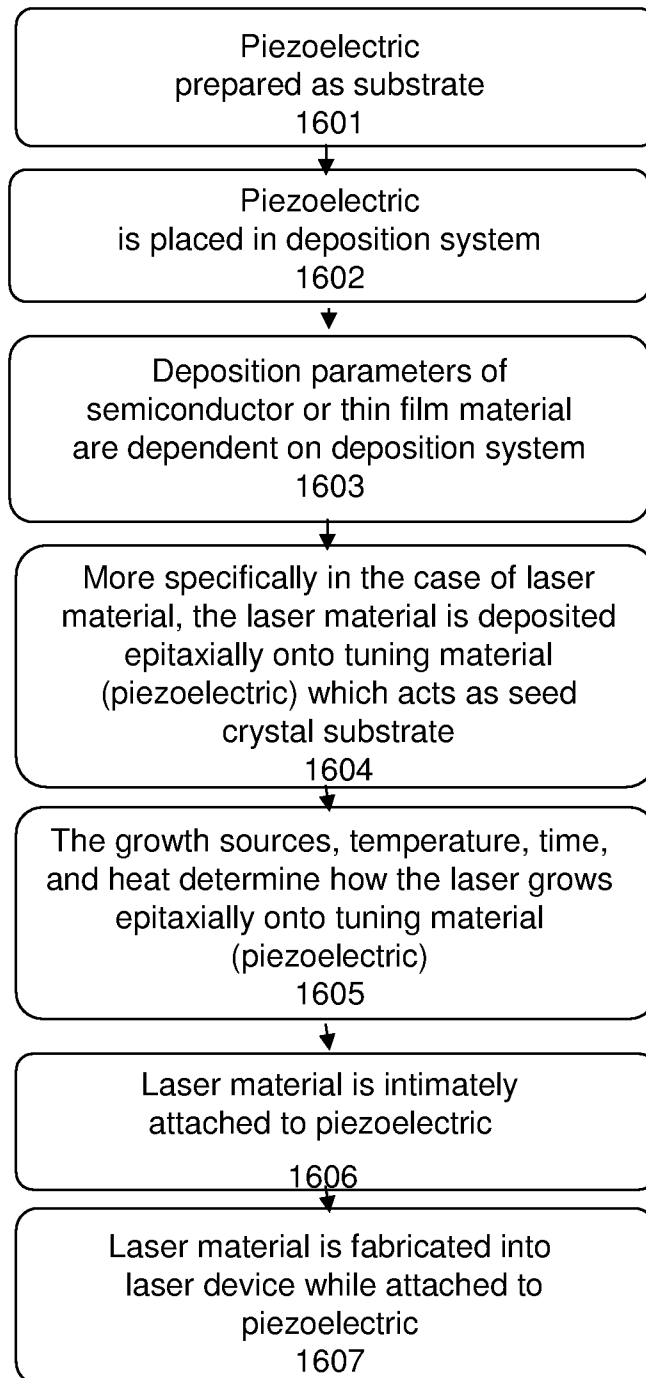 Piezoelectric
prepared as substrate
1601
Piezoelectric
is placed in deposition system
1602
Deposition parameters of
semiconductor or thin film material
are dependent on deposition system
1603
More specifically in the case of laser
material, the laser material is deposited
epitaxially onto tuning material
(piezoelectric) which acts as seed
crystal substrate
1604
The growth sources, temperature, time,
and heat determine how the laser grows
epitaxially onto tuning material
(piezoelectric)
1605
Laser material is intimately
attached to piezoelectric
1606
Laser material is fabricated into
laser device while attached to
piezoelectric
1607